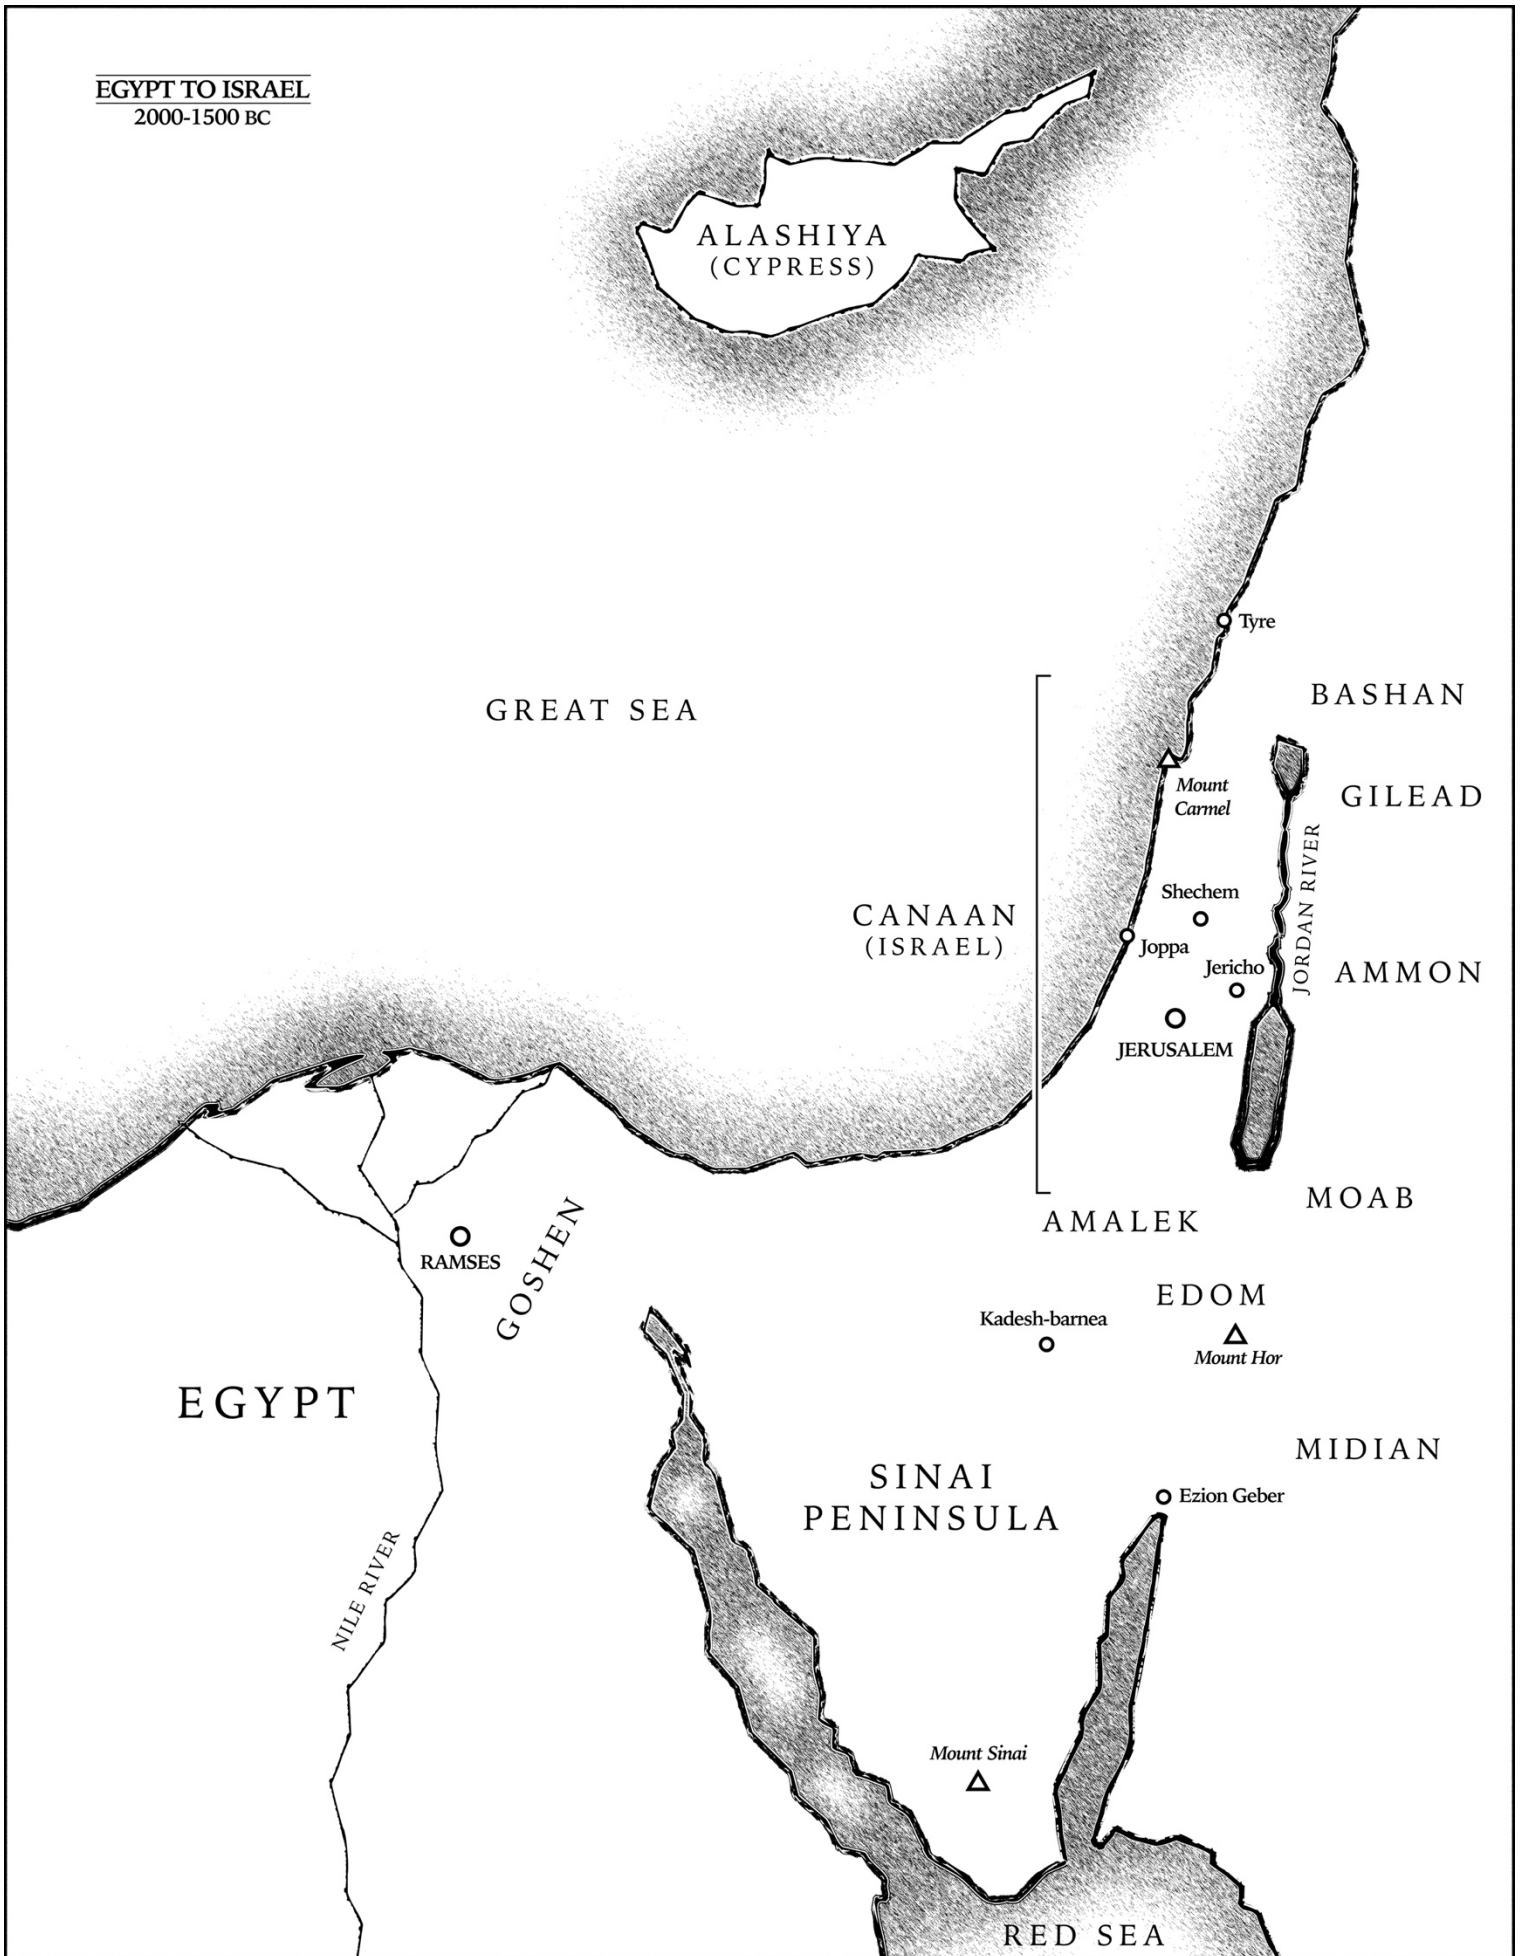 EGYPT TO ISRAEL
2000-1500 BC
ALASHIYA
(CYPRESS)
Tyre
GREAT SEA
BASHAN
Mount
Carmel
GILEAD
JORDAN RIVER
Shechem
CANAAN
(ISRAEL)
Joppa
Jericho
AMMON
JERUSALEM
MOAB
AMALEK
RAMSES
GOSHEN
EDOM
Kadesh-barnea
Mount Hor
EGYPT
MIDIAN
SINAI
PENINSULA
Ezion Geber
NILE RIVER
Mount Sinai
RED SEA